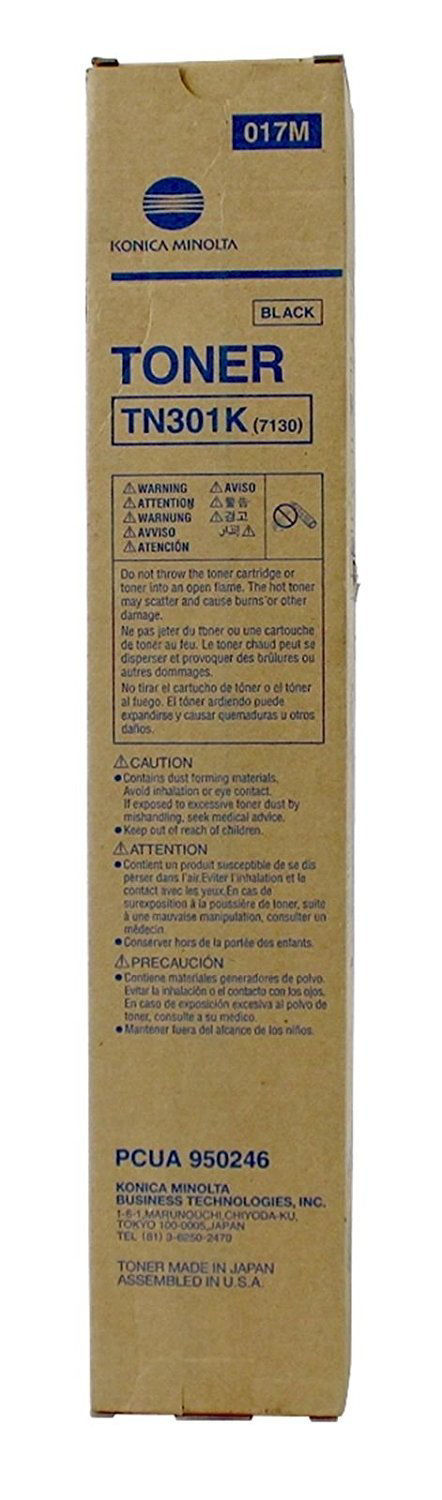 017M
KONICA MINOLTA
BLACK
TONER
TN301K (7130)
⚠WARNING ⚠AVISO
⚠ATTENTION ⚠警告
⚠WARNUNG ⚠경고
⚠AVVISO إنذار⚠
⚠ATENCIÓN
Do not throw the toner cartridge or
toner into an open flame. The hot toner
may scatter and cause burns or other
damage.
Ne pas jeter du toner ou une cartouche
de toner au feu. Le toner chaud peut se
disperser et provoquer des brûlures ou
autres dommages.
No tirar el cartucho de tóner o el tóner
al fuego. El tóner ardiendo puede
expandirse y causar quemaduras u otros
daños.
⚠CAUTION
●Contains dust forming materials.
Avoid inhalation or eye contact.
If exposed to excessive toner dust by
mishandling, seek medical advice.
●Keep out of reach of children.
⚠ATTENTION
●Contient un produit susceptible de se dis
perser dans l'air.Eviter l'inhalation et le
contact avec les yeux.En cas de
surexposition à la poussière de toner, suite
à une mauvaise manipulation, consulter un
médecin.
●Conserver hors de la portée des enfants.
⚠PRECAUCIÓN
●Contiene materiales generadores de polvo.
Evitar la inhalación o el contacto con los ojos.
En caso de exposición excesiva al polvo de
toner, consulte a su medico.
●Mantener fuera del alcance de los niños.
PCUA 950246
KONICA MINOLTA
BUSINESS TECHNOLOGIES, INC.
1-6-1,MARUNOUCHI,CHIYODA-KU,
TOKYO 100-0005,JAPAN
TEL (81) 3-6250-2470
TONER MADE IN JAPAN
ASSEMBLED IN U.S.A.